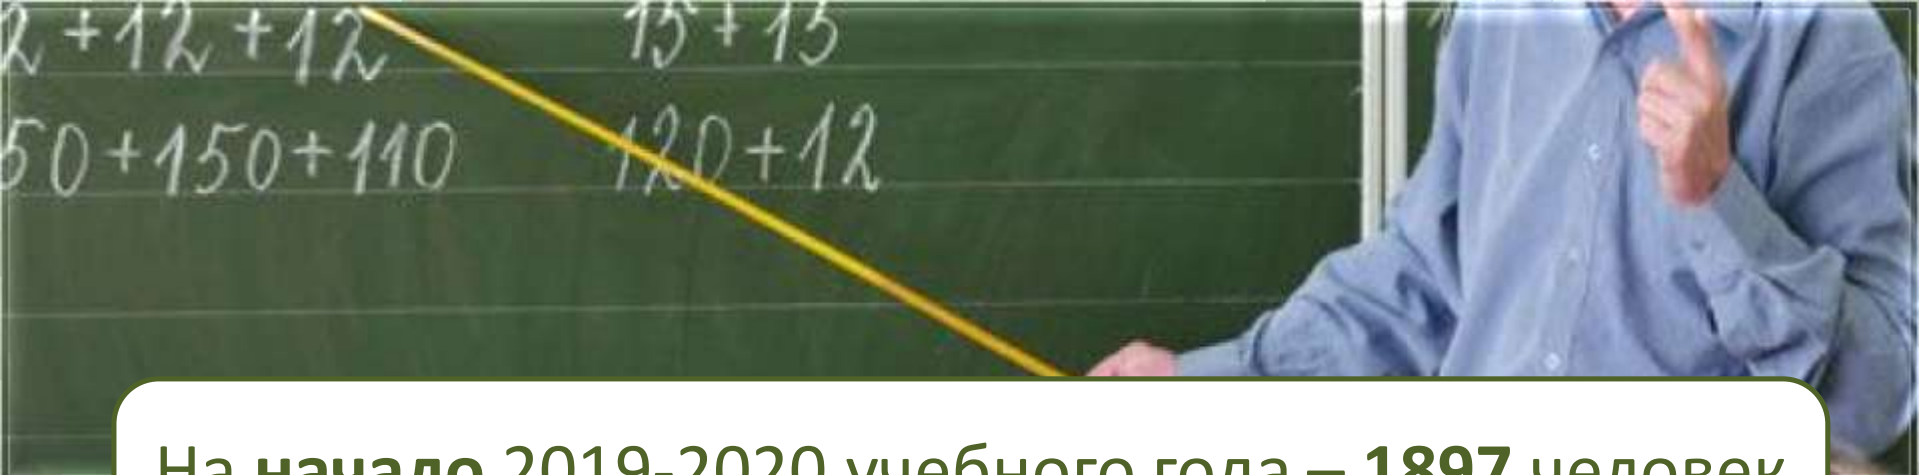 2 +12 +12 15+15
50+150+110 120+12
На начало 2019-2020 учебного года – 1897 человек